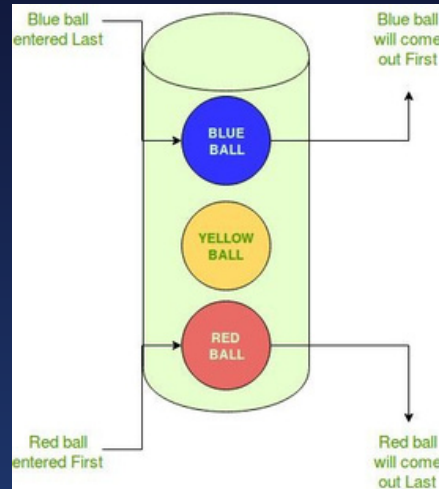 Blue ball
entered Last
Blue ball
will come
out First
BLUE
BALL
YELLOW
BALL
RED
BALL
Red ball
entered First
Red ball
will come
out Last